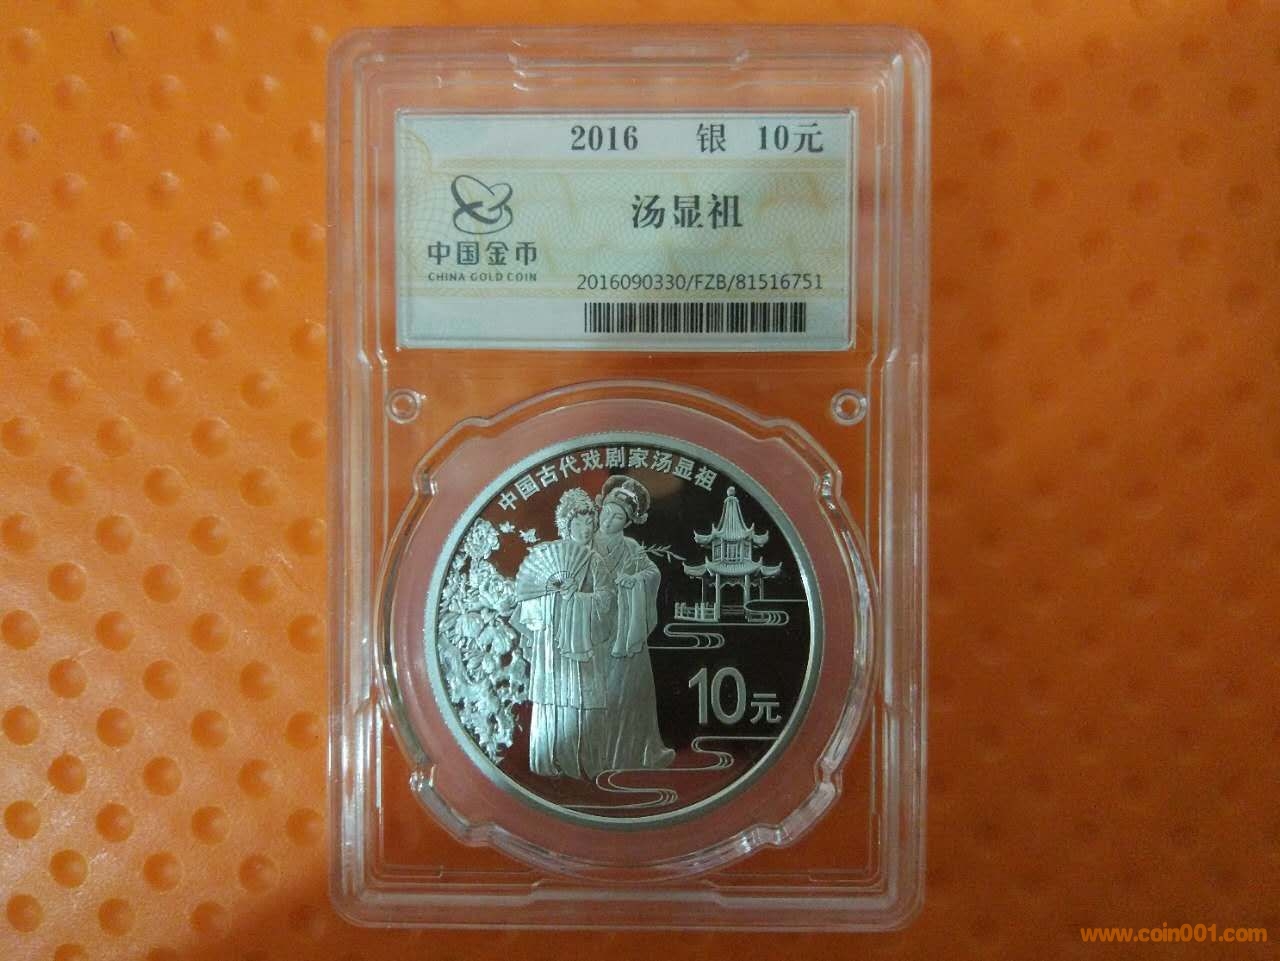 2016 银 10元
汤显祖
中国金币
CHINA GOLD COIN
2016090330/FZB/81516751
中国古代戏剧家汤显祖
10元
www.coin001.com